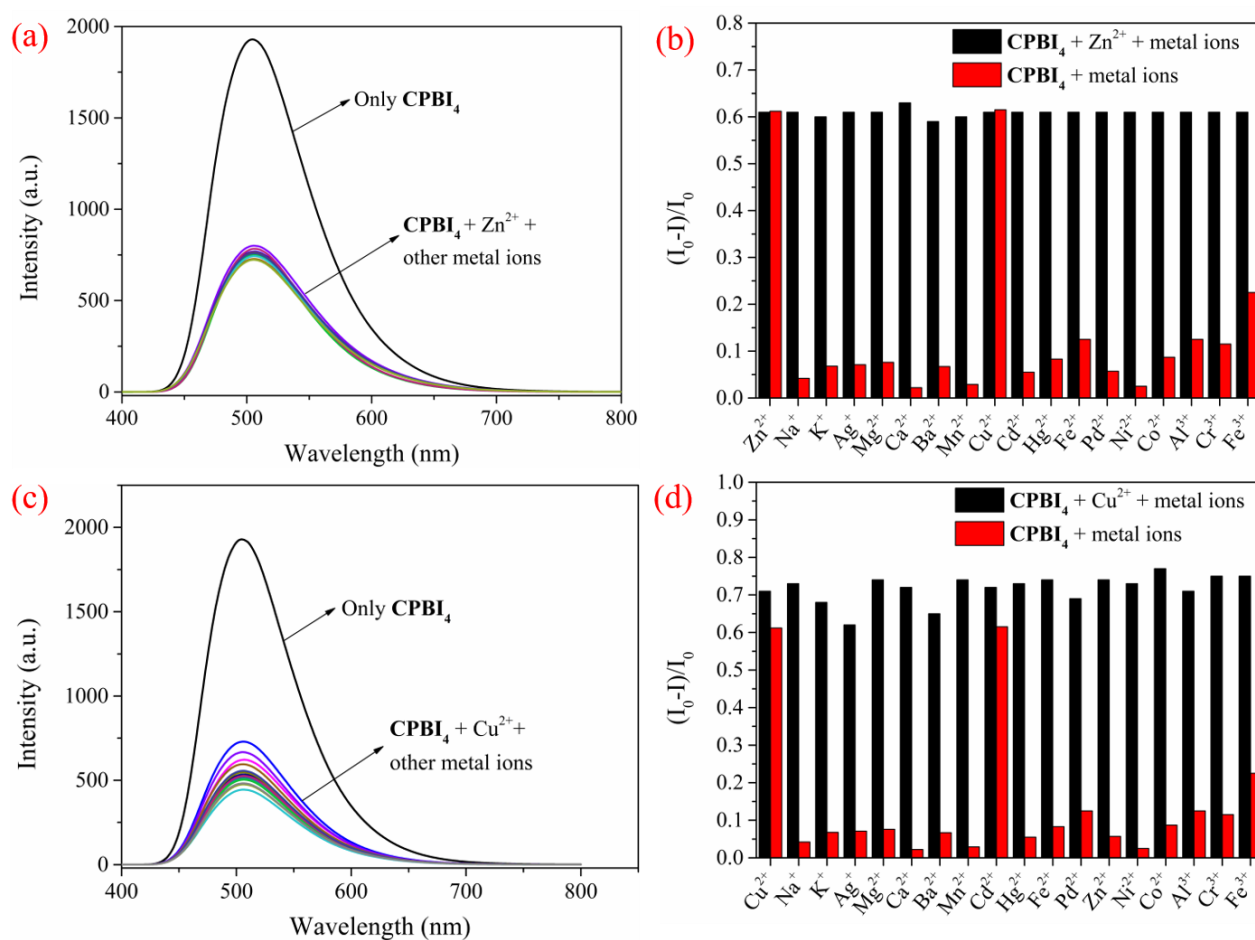 (a)
2000
1500
1000
500
0
Intensity (a.u.)
Only CPBI₄
CPBI₄ + Zn²⁺ +
other metal ions
400 500 600 700 800
Wavelength (nm)
(b)
0.8
0.7
0.6
0.5
0.4
0.3
0.2
0.1
0.0
(I₀-I)/I₀
CPBI₄ + Zn²⁺ + metal ions
CPBI₄ + metal ions
Zn²⁺ Na⁺ K⁺ Ag⁺ Mg²⁺ Ca²⁺ Ba²⁺ Mn²⁺ Cu²⁺ Cd²⁺ Hg²⁺ Fe²⁺ Pd²⁺ Ni²⁺ Co²⁺ Al³⁺ Cr³⁺ Fe³⁺
(c)
2000
1500
1000
500
0
Intensity (a.u.)
Only CPBI₄
CPBI₄ + Cu²⁺+
other metal ions
400 500 600 700 800
Wavelength (nm)
(d)
1.0
0.9
0.8
0.7
0.6
0.5
0.4
0.3
0.2
0.1
0.0
(I₀-I)/I₀
CPBI₄ + Cu²⁺ + metal ions
CPBI₄ + metal ions
Cu²⁺ Na⁺ K⁺ Ag⁺ Mg²⁺ Ca²⁺ Ba²⁺ Mn²⁺ Cd²⁺ Hg²⁺ Fe²⁺ Pd²⁺ Zn²⁺ Ni²⁺ Co²⁺ Al³⁺ Cr³⁺ Fe³⁺